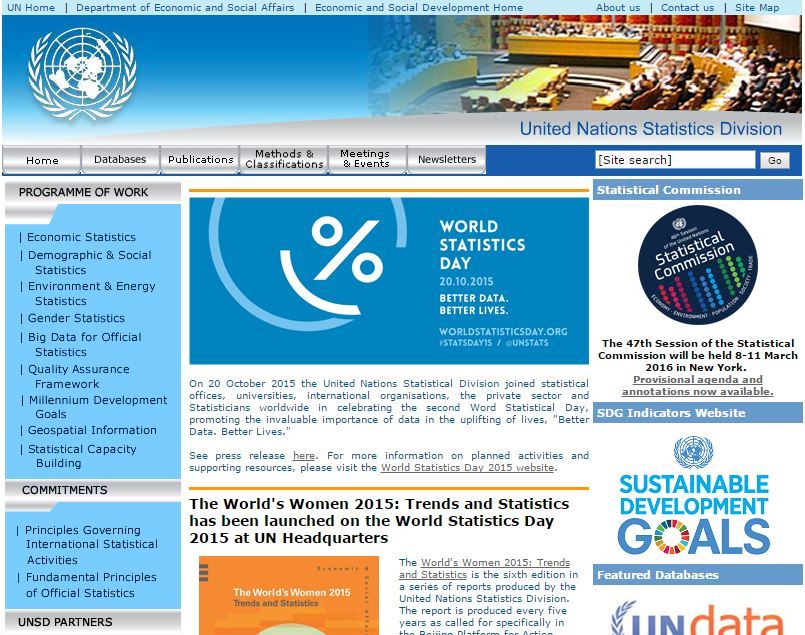 UN Home | Department of Economic and Social Affairs | Economic and Social Development Home
About us | Contact us | Site Map
United Nations Statistics Division
Home
Databases
Publications
Methods &
Classifications
Meetings
& Events
Newsletters
[Site search]
Go
PROGRAMME OF WORK
| Economic Statistics
| Demographic & Social
Statistics
| Environment & Energy
Statistics
| Gender Statistics
| Big Data for Official
Statistics
| Quality Assurance
Framework
| Millennium Development
Goals
| Geospatial Information
| Statistical Capacity
Building
COMMITMENTS
| Principles Governing
International Statistical
Activities
| Fundamental Principles
of Official Statistics
UNSD PARTNERS
%
WORLD
STATISTICS
DAY
20.10.2015
BETTER DATA.
BETTER LIVES.
WORLDSTATISTICSDAY.ORG
#STATSDAY15 / @UNSTATS
On 20 October 2015 the United Nations Statistical Division joined statistical
offices, universities, international organisations, the private sector and
Statisticians worldwide in celebrating the second Word Statistical Day,
promoting the invaluable importance of data in the uplifting of lives, "Better
Data. Better Lives."
See press release here. For more information on planned activities and
supporting resources, please visit the World Statistics Day 2015 website.
The World's Women 2015: Trends and Statistics
has been launched on the World Statistics Day
2015 at UN Headquarters
Economic & Social Affairs
The World's Women 2015
Trends and Statistics
The World's Women 2015: Trends
and Statistics is the sixth edition in
a series of reports produced by the
United Nations Statistics Division.
The report is produced every five
years as called for specifically in
the Beijing Platform for Action
Statistical Commission
46th Session
of the United Nations
Statistical
Commission
ECONOMY · ENVIRONMENT · POPULATION · SOCIETY · TRADE
The 47th Session of the Statistical
Commission will be held 8-11 March
2016 in New York.
Provisional agenda and
annotations now available.
SDG Indicators Website
SUSTAINABLE
DEVELOPMENT
GOALS
Featured Databases
UNdata